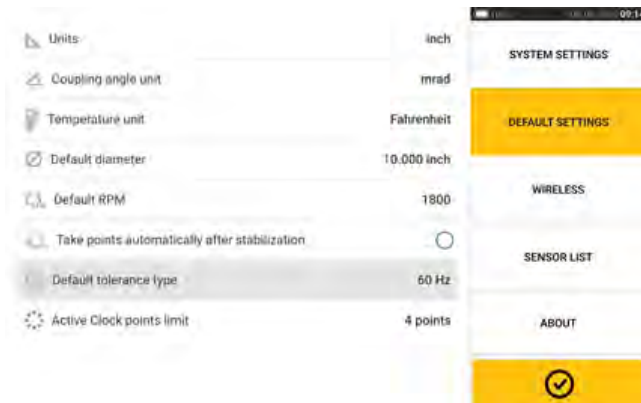 Units inch
Coupling angle unit mrad
Temperature unit Fahrenheit
Default diameter 10.000 inch
Default RPM 1800
Take points automatically after stabilization
Default tolerance type 60 Hz
Active Clock points limit 4 points
09:14
SYSTEM SETTINGS
DEFAULT SETTINGS
WIRELESS
SENSOR LIST
ABOUT